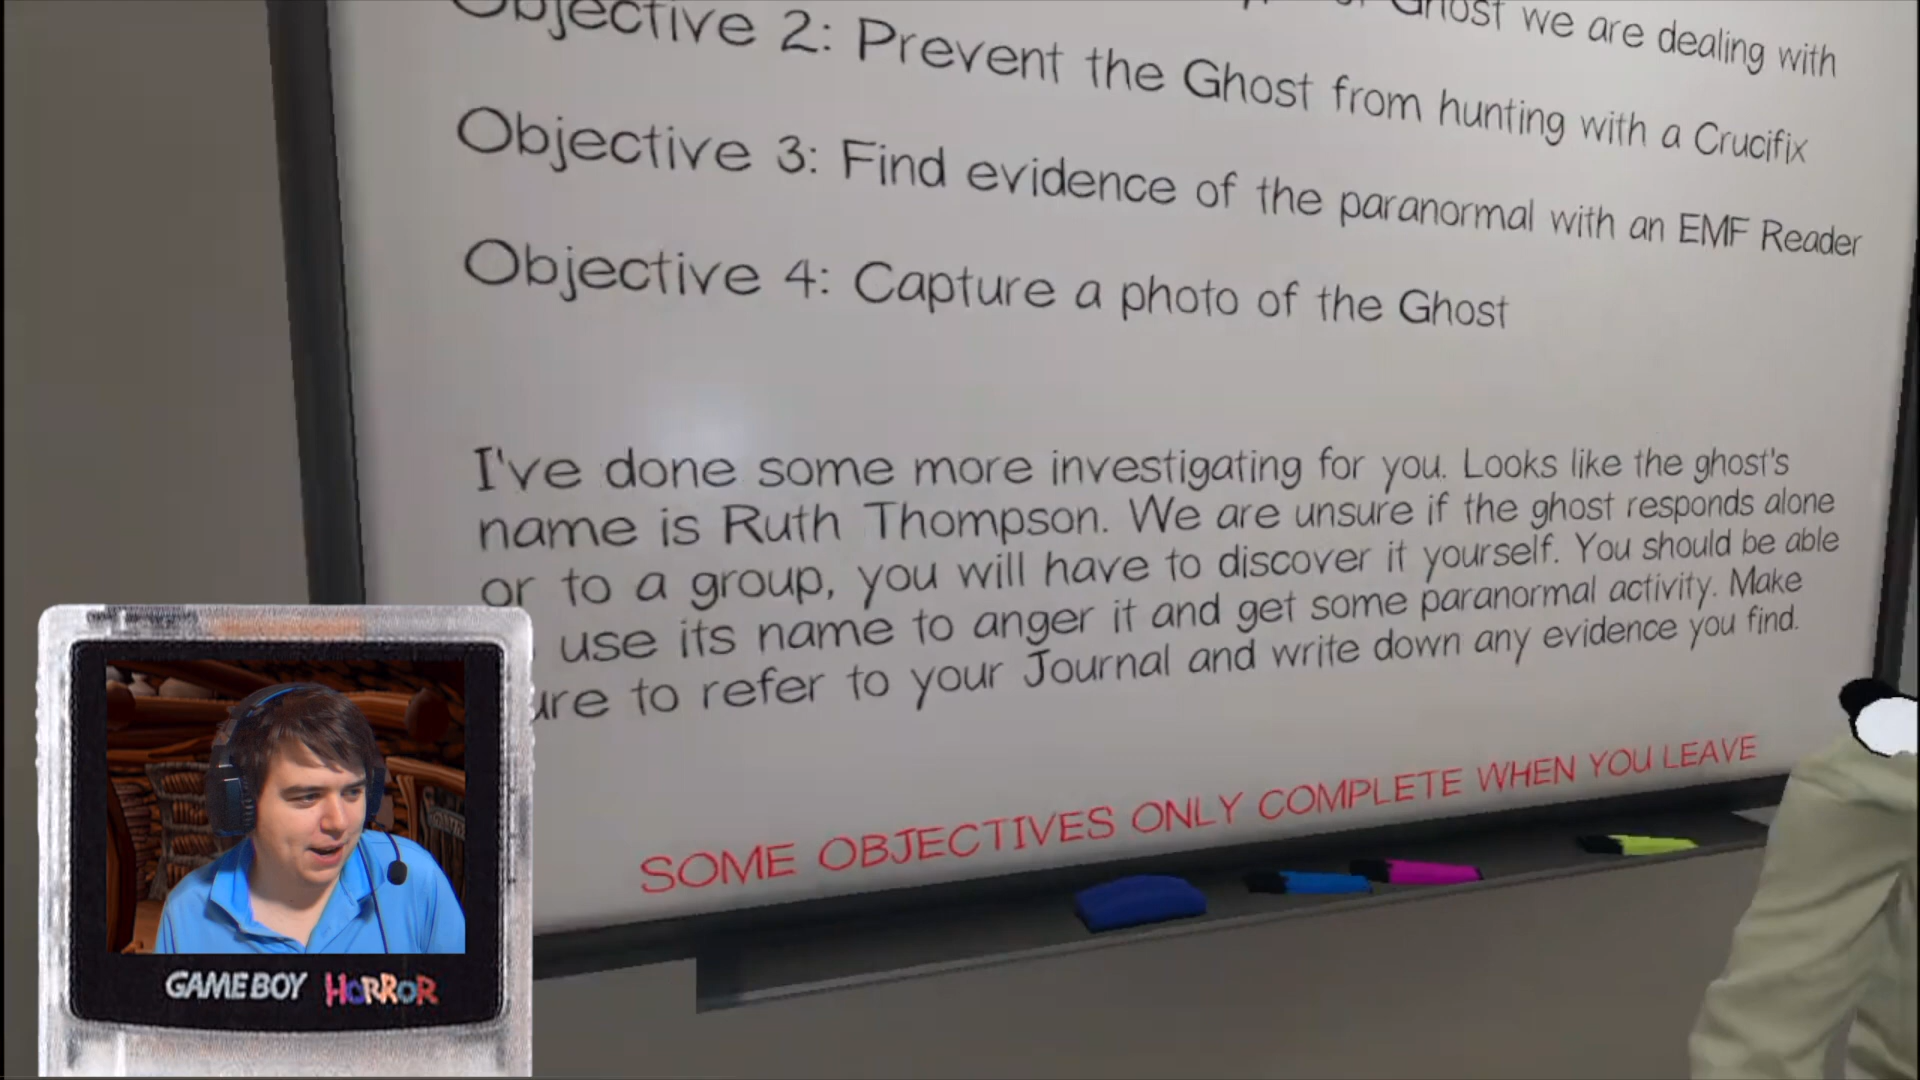 Objective 2: Prevent the Ghost from hunting with a Crucifix
Ghost we are dealing with
Objective 3: Find evidence of the paranormal with an EMF Reader
Objective 4: Capture a photo of the Ghost
I've done some more investigating for you. Looks like the ghost's
name is Ruth Thompson. We are unsure if the ghost responds alone
or to a group, you will have to discover it yourself. You should be able
use its name to anger it and get some paranormal activity. Make
to refer to your Journal and write down any evidence you find.
SOME OBJECTIVES ONLY COMPLETE WHEN YOU LEAVE
GAME BOY HORROR